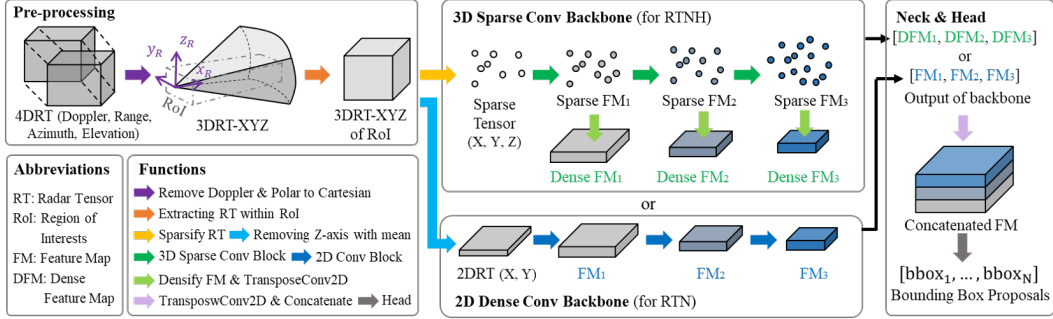 Pre-processing
z_R
y_R
x_R
RoI
4DRT (Doppler, Range,
Azimuth, Elevation)
3DRT-XYZ
3DRT-XYZ
of RoI
Abbreviations
RT: Radar Tensor
RoI: Region of
Interests
FM: Feature Map
DFM: Dense
Feature Map
Functions
Remove Doppler & Polar to Cartesian
Extracting RT within RoI
Sparsify RT
Removing Z-axis with mean
3D Sparse Conv Block
2D Conv Block
Densify FM & TransposeConv2D
TransposwConv2D & Concatenate
Head
3D Sparse Conv Backbone (for RTNH)
Sparse
Tensor
(X, Y, Z)
Sparse FM₁
Sparse FM₂
Sparse FM₃
Dense FM₁
Dense FM₂
Dense FM₃
or
2DRT (X, Y)
FM₁
FM₂
FM₃
2D Dense Conv Backbone (for RTN)
Neck & Head
[DFM₁, DFM₂, DFM₃]
or
[FM₁, FM₂, FM₃]
Output of backbone
Concatenated FM
[bbox₁, … , bbox_N]
Bounding Box Proposals